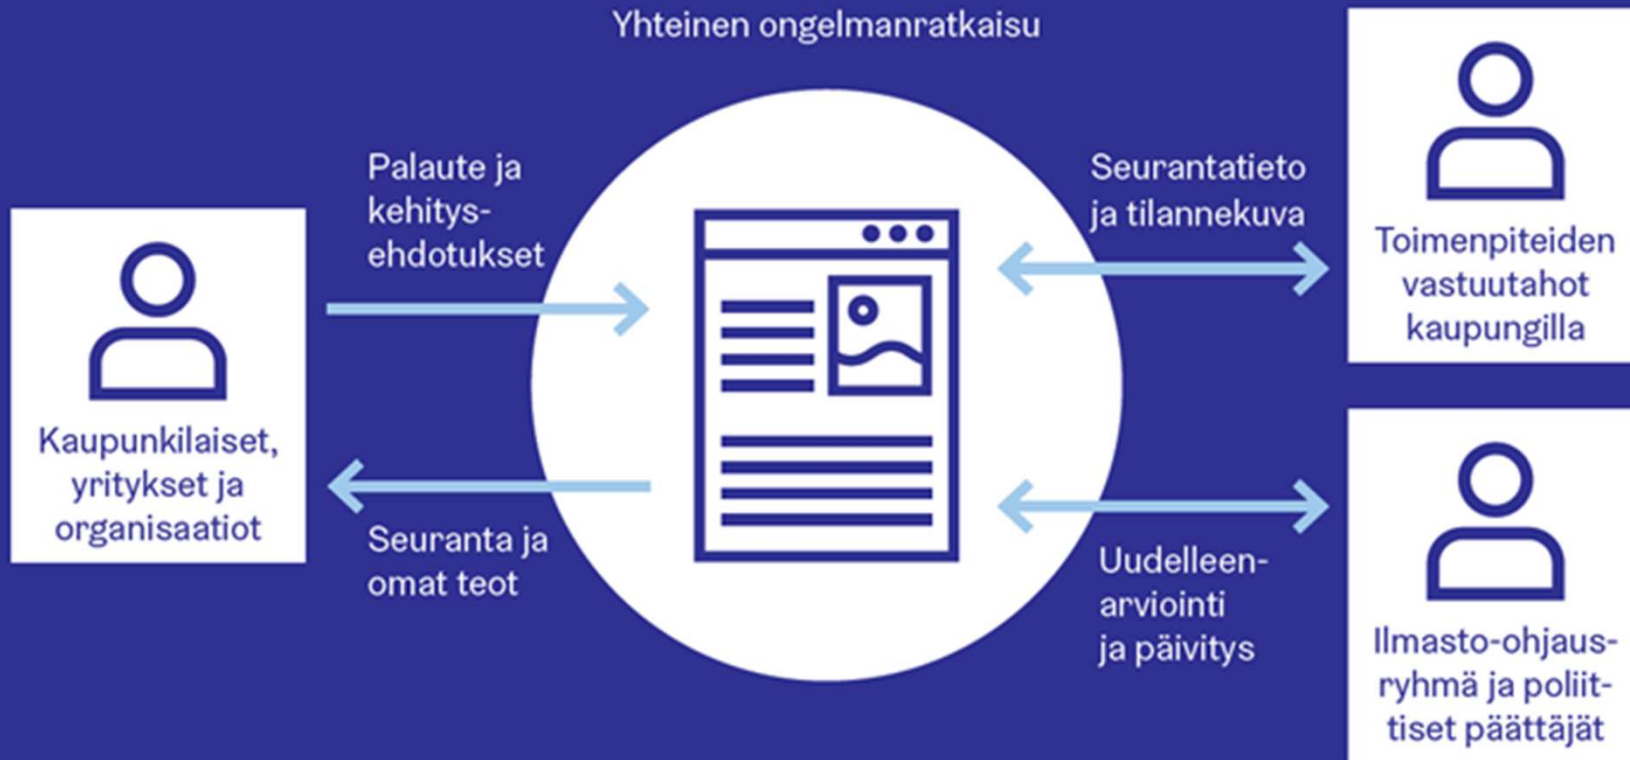 Yhteinen ongelmanratkaisu
Palaute ja
kehitys-
ehdotukset
Kaupunkilaiset,
yritykset ja
organisaatiot
Seuranta ja
omat teot
Seurantatieto
ja tilannekuva
Toimenpiteiden
vastuutahot
kaupungilla
Uudelleen-
arviointi
ja päivitys
Ilmasto-ohjaus-
ryhmä ja poliit-
tiset päättäjät